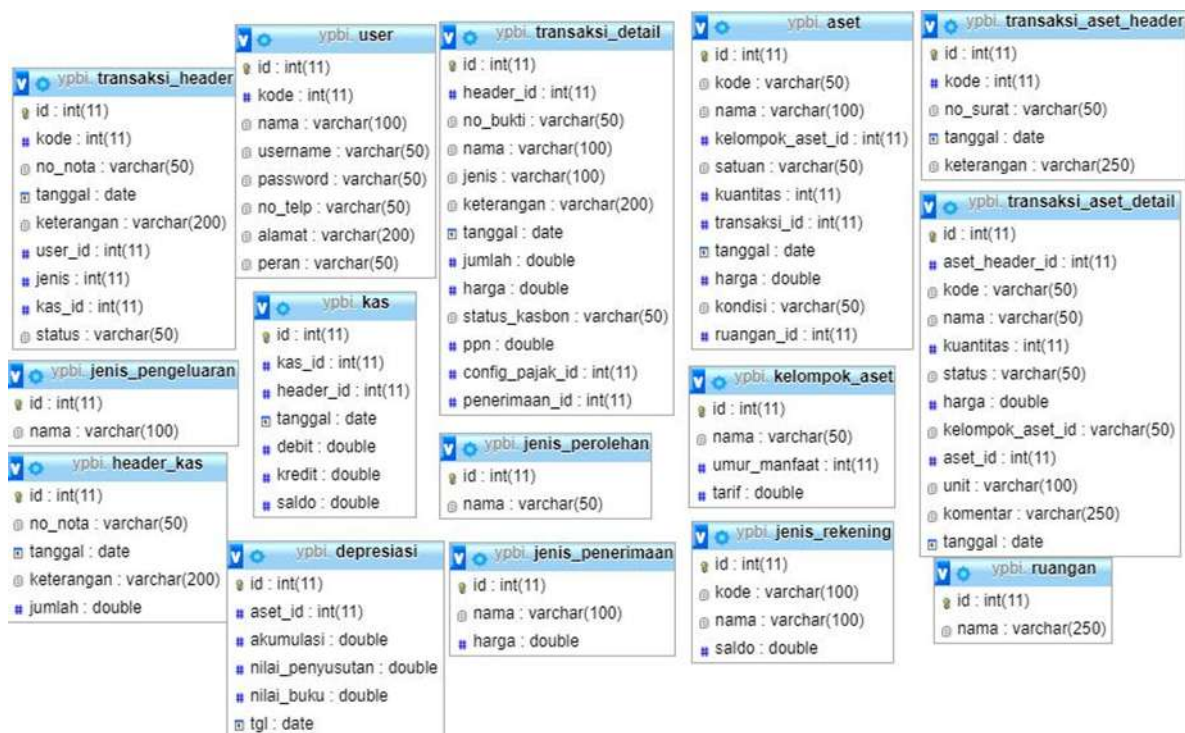 ypbi. transaksi_header
id : int(11)
kode : int(11)
no_nota : varchar(50)
tanggal : date
keterangan : varchar(200)
user_id : int(11)
jenis : int(11)
kas_id : int(11)
status : varchar(50)
ypbi. jenis_pengeluaran
id : int(11)
nama : varchar(100)
ypbi. header_kas
id : int(11)
no_nota : varchar(50)
tanggal : date
keterangan : varchar(200)
jumlah : double
ypbi. user
id : int(11)
kode : int(11)
nama : varchar(100)
username : varchar(50)
password : varchar(50)
no_telp : varchar(50)
alamat : varchar(200)
peran : varchar(50)
ypbi. kas
id : int(11)
kas_id : int(11)
header_id : int(11)
tanggal : date
debit : double
kredit : double
saldo : double
ypbi. depresiasi
id : int(11)
aset_id : int(11)
akumulasi : double
nilai_penyusutan : double
nilai_buku : double
tgl : date
ypbi. transaksi_detail
id : int(11)
header_id : int(11)
no_bukti : varchar(50)
nama : varchar(100)
jenis : varchar(100)
keterangan : varchar(200)
tanggal : date
jumlah : double
harga : double
status_kasbon : varchar(50)
ppn : double
config_pajak_id : int(11)
penerimaan_id : int(11)
ypbi. jenis_perolehan
id : int(11)
nama : varchar(50)
ypbi. jenis_penerimaan
id : int(11)
nama : varchar(100)
harga : double
ypbi. aset
id : int(11)
kode : varchar(50)
nama : varchar(100)
kelompok_aset_id : int(11)
satuan : varchar(50)
kuantitas : int(11)
transaksi_id : int(11)
tanggal : date
harga : double
kondisi : varchar(50)
ruangan_id : int(11)
ypbi. kelompok_aset
id : int(11)
nama : varchar(50)
umur_manfaat : int(11)
tarif : double
ypbi. jenis_rekening
id : int(11)
kode : varchar(100)
nama : varchar(100)
saldo : double
ypbi. transaksi_aset_header
id : int(11)
kode : int(11)
no_surat : varchar(50)
tanggal : date
keterangan : varchar(250)
ypbi. transaksi_aset_detail
id : int(11)
aset_header_id : int(11)
kode : varchar(50)
nama : varchar(50)
kuantitas : int(11)
status : varchar(50)
harga : double
kelompok_aset_id : varchar(50)
aset_id : int(11)
unit : varchar(100)
komentar : varchar(250)
tanggal : date
ypbi. ruangan
id : int(11)
nama : varchar(250)